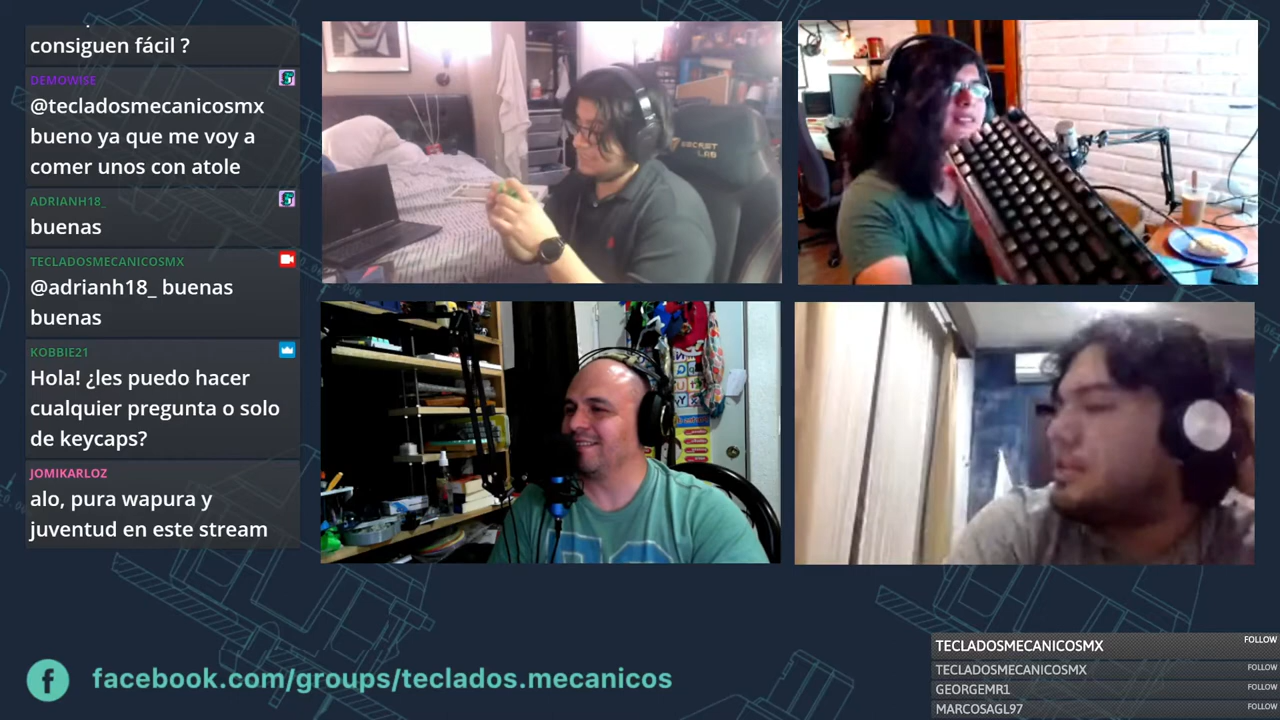 consiguen fácil ?
DEMOWISE
@tecladosmecanicosmx
bueno ya que me voy a
comer unos con atole
ADRIANH18_
buenas
TECLADOSMECANICOSMX
@adrianh18_ buenas
buenas
KOBBIE21
Hola! ¿les puedo hacer
cualquier pregunta o solo
de keycaps?
JOMIKARLOZ
alo, pura wapura y
juventud en este stream
facebook.com/groups/teclados.mecanicos
TECLADOSMECANICOSMX FOLLOW
TECLADOSMECANICOSMX FOLLOW
GEORGEMR1 FOLLOW
MARCOSAGL97 FOLLOW